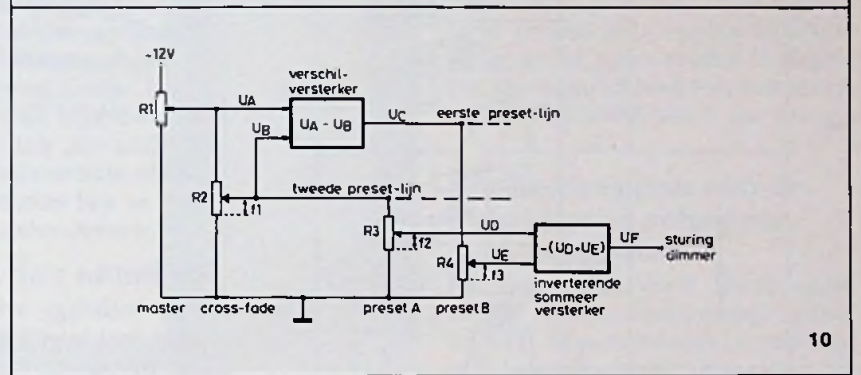 ~12V
R1
UA
UB
verschil-
versterker
UA - UB
UC
eerste preset-lijn
R2
f1
tweede preset-lijn
R3
f2
UD
R4
UE
f3
-(UD+UE)
UF
sturing
dimmer
inverterende
sommeer
versterker
master
cross-fade
preset A
preset B
10